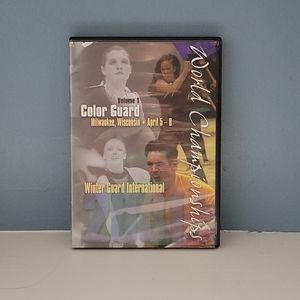 Volume 1
Color Guard
Milwaukee, Wisconsin • April 5 - 8
World Championships
Winter Guard International